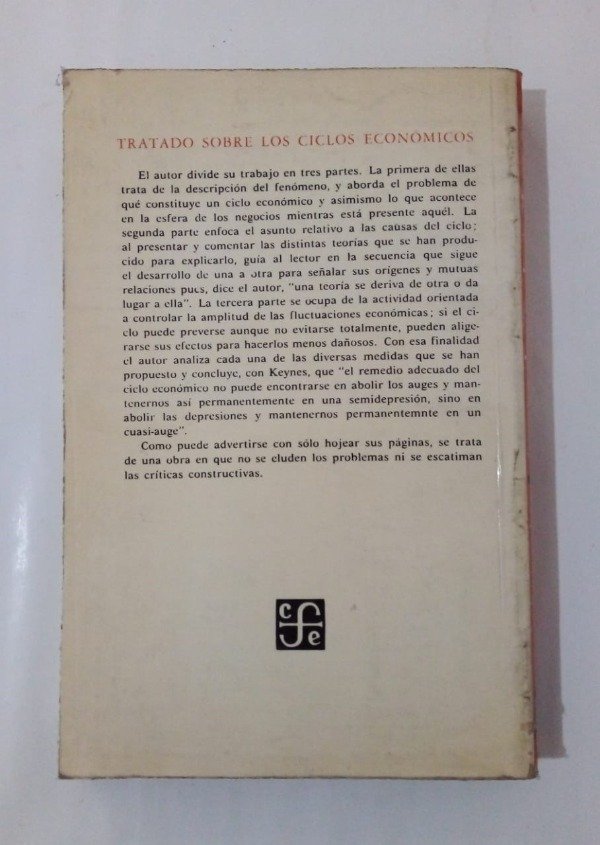 TRATADO SOBRE LOS CICLOS ECONOMICOS
El autor divide su trabajo en tres partes. La primera de ellas
trata de la descripción del fenómeno, y aborda el problema de
qué constituye un ciclo económico y asimismo lo que acontece
en la esfera de los negocios mientras está presente aquél. La
segunda parte enfoca el asunto relativo a las causas del ciclo;
al presentar y comentar las distintas teorías que se han produ-
cido para explicarlo, guía al lector en la secuencia que sigue
el desarrollo de una a otra para señalar sus orígenes y mutuas
relaciones pues, dice el autor, "una teoría se deriva de otra o da
lugar a ella". La tercera parte se ocupa de la actividad orientada
a controlar la amplitud de las fluctuaciones económicas; si el ci-
clo puede preverse aunque no evitarse totalmente, pueden alige-
rarse sus efectos para hacerlos menos dañosos. Con esa finalidad
el autor analiza cada una de las diversas medidas que se han
propuesto y concluye, con Keynes, que "el remedio adecuado del
ciclo económico no puede encontrarse en abolir los auges y man-
tenernos así permanentemente en una semidepresión, sino en
abolir las depresiones y mantenernos permanentemnte en un
cuasi-auge".
Como puede advertirse con sólo hojear sus páginas, se trata
de una obra en que no se eluden los problemas ni se escatiman
las críticas constructivas.
cfe